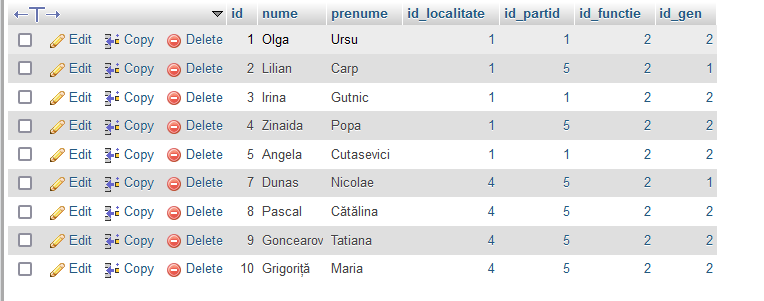 id nume prenume id_localitate id_partid id_functie id_gen
Edit Copy Delete 1 Olga Ursu 1 1 2 2
Edit Copy Delete 2 Lilian Carp 1 5 2 1
Edit Copy Delete 3 Irina Gutnic 1 1 2 2
Edit Copy Delete 4 Zinaida Popa 1 5 2 2
Edit Copy Delete 5 Angela Cutasevici 1 1 2 2
Edit Copy Delete 7 Dunas Nicolae 4 5 2 1
Edit Copy Delete 8 Pascal Cătălina 4 5 2 2
Edit Copy Delete 9 Goncearov Tatiana 4 5 2 2
Edit Copy Delete 10 Grigoriță Maria 4 5 2 2